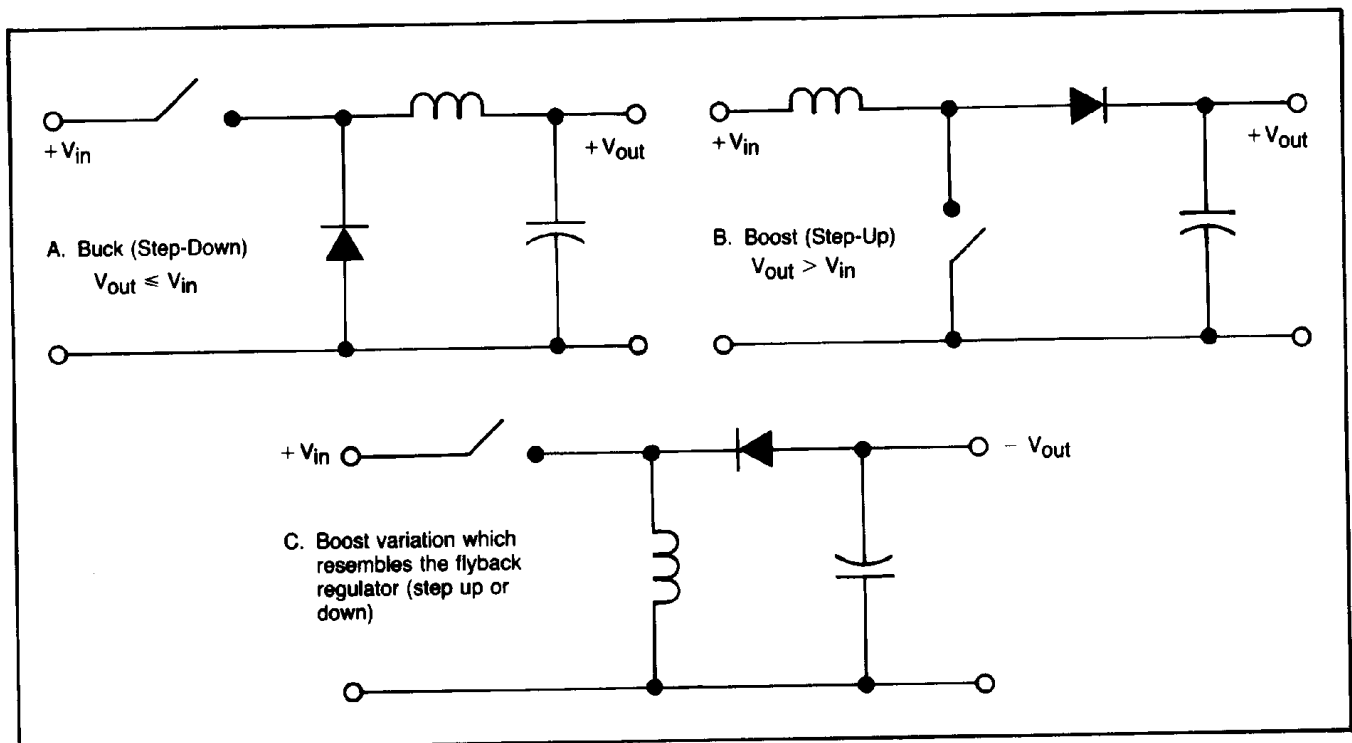 + Vin
+ Vout
A. Buck (Step-Down)
Vout ≤ Vin
+ Vin
+ Vout
B. Boost (Step-Up)
Vout > Vin
+ Vin
− Vout
C. Boost variation which
resembles the flyback
regulator (step up or
down)